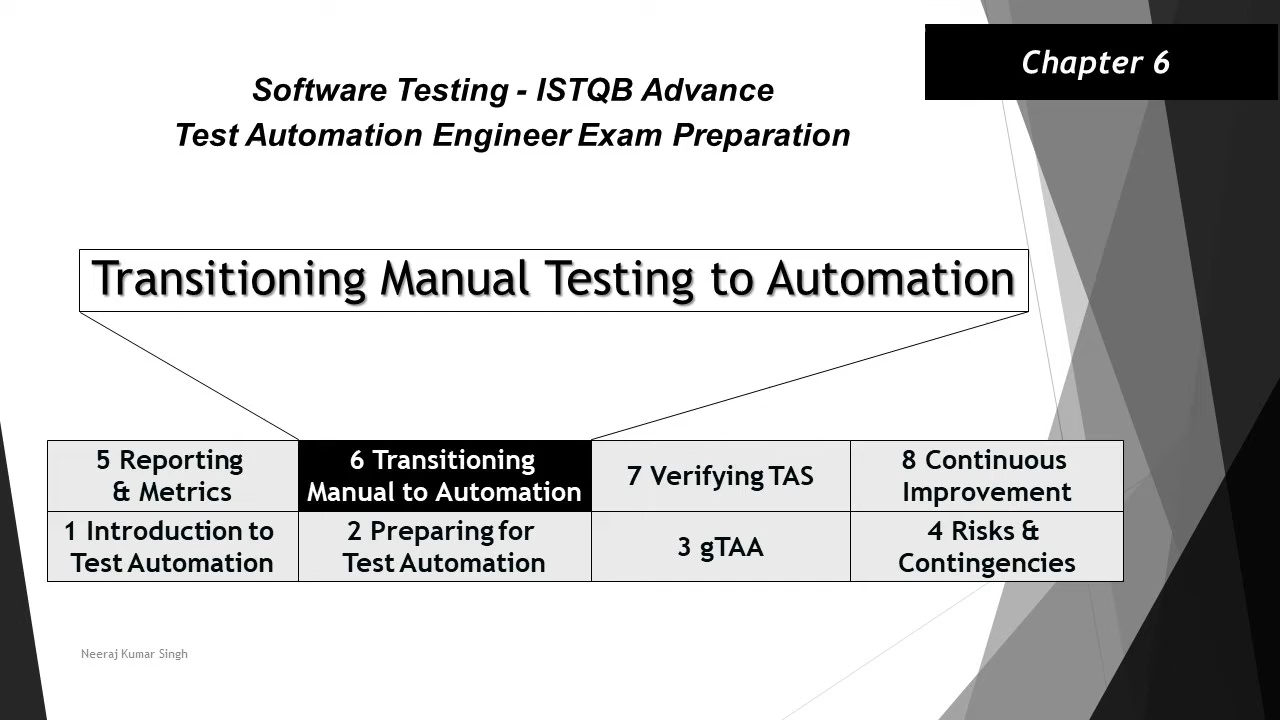 Chapter 6
Software Testing - ISTQB Advance
Test Automation Engineer Exam Preparation
Transitioning Manual Testing to Automation
5 Reporting
& Metrics
6 Transitioning
Manual to Automation
7 Verifying TAS
8 Continuous
Improvement
1 Introduction to
Test Automation
2 Preparing for
Test Automation
3 gTAA
4 Risks &
Contingencies
Neeraj Kumar Singh